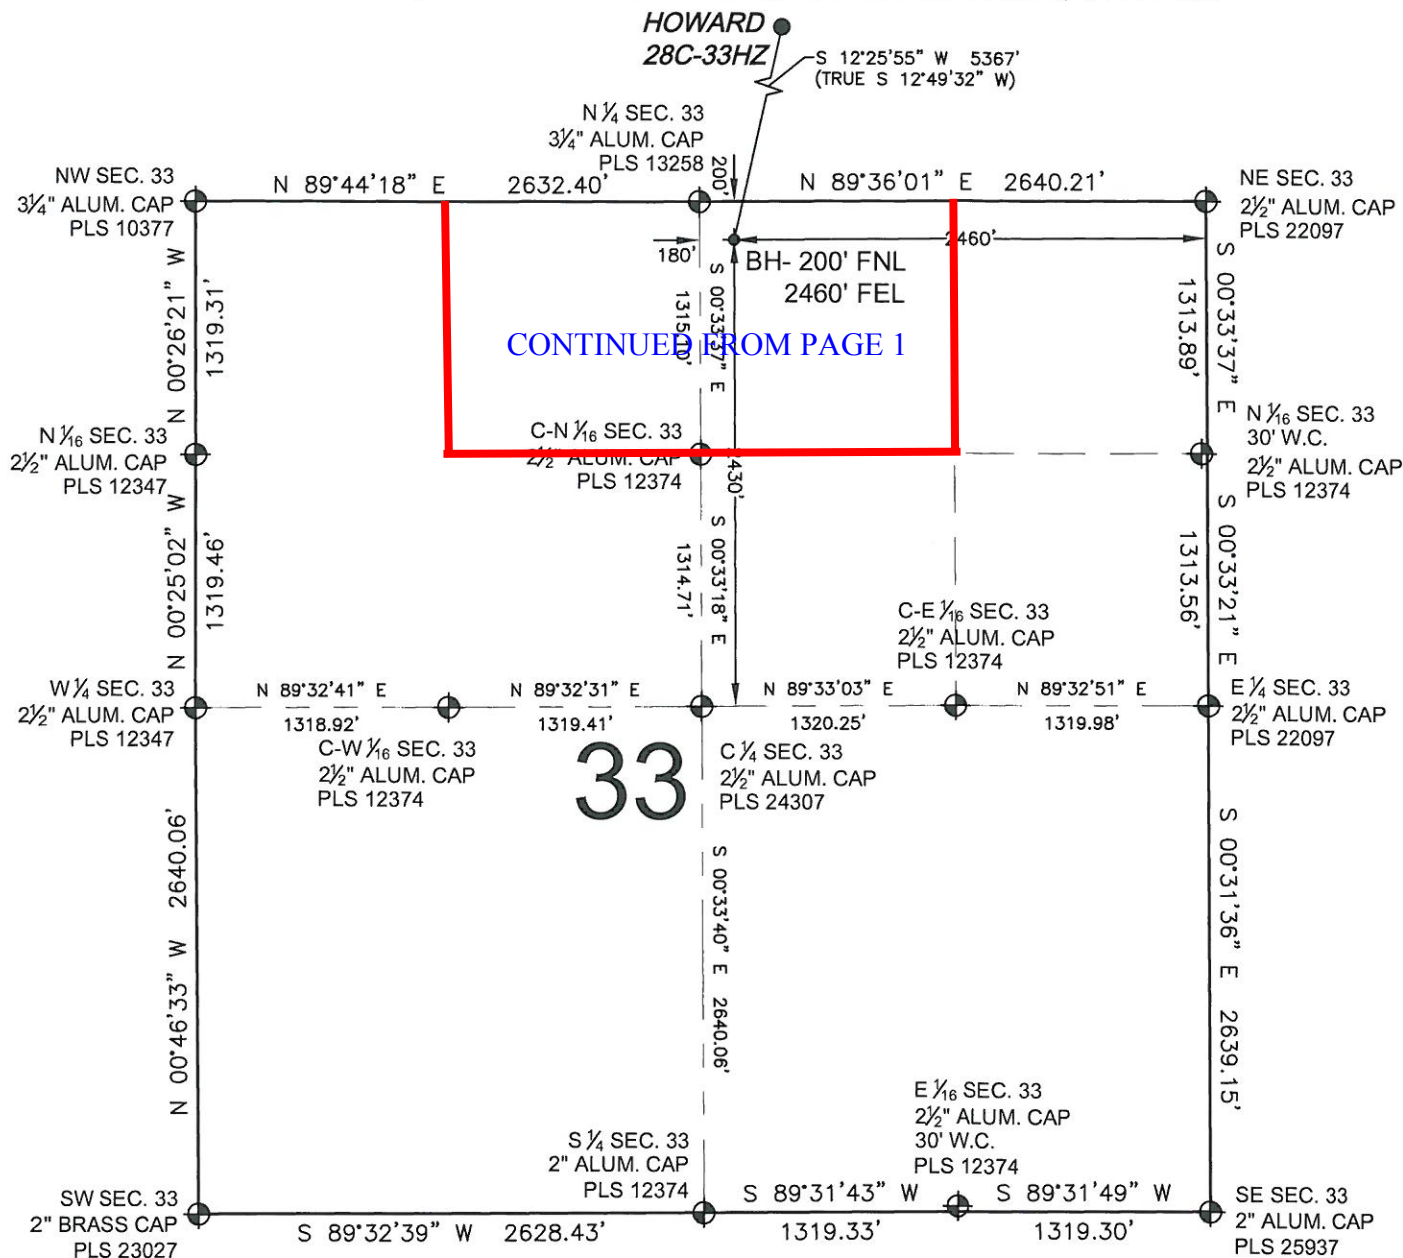 HOWARD
28C-33HZ
S 12°25'55" W 5367'
(TRUE S 12°49'32" W)
N 1/4 SEC. 33
3 1/4" ALUM. CAP
PLS 13258
200'
NW SEC. 33
3 1/4" ALUM. CAP
PLS 10377
N 89°44'18" E 2632.40'
N 89°36'01" E 2640.21'
NE SEC. 33
2 1/2" ALUM. CAP
PLS 22097
180'
2460'
BH- 200' FNL
2460' FEL
N 00°26'21" W
1319.31'
S 00°33'37" E
1315.10'
CONTINUED FROM PAGE 1
1313.89'
S 00°33'37" E
N 1/16 SEC. 33
2 1/2" ALUM. CAP
PLS 12347
C-N 1/16 SEC. 33
2 1/2" ALUM. CAP
PLS 12374
N 1/16 SEC. 33
30' W.C.
2 1/2" ALUM. CAP
PLS 12374
N 00°25'02" W
1319.46'
S 00°33'18" E
1314.71'
1313.56'
S 00°33'21" E
C-E 1/16 SEC. 33
2 1/2" ALUM. CAP
PLS 12374
W 1/4 SEC. 33
2 1/2" ALUM. CAP
PLS 12347
N 89°32'41" E
1318.92'
N 89°32'31" E
1319.41'
N 89°33'03" E
1320.25'
N 89°32'51" E
1319.98'
E 1/4 SEC. 33
2 1/2" ALUM. CAP
PLS 22097
C-W 1/16 SEC. 33
2 1/2" ALUM. CAP
PLS 12374
33
C 1/4 SEC. 33
2 1/2" ALUM. CAP
PLS 24307
N 00°46'33" W 2640.06'
S 00°33'40" E 2640.06'
S 00°31'36" E 2639.15'
S 1/4 SEC. 33
2" ALUM. CAP
PLS 12374
E 1/16 SEC. 33
2 1/2" ALUM. CAP
30' W.C.
PLS 12374
SW SEC. 33
2" BRASS CAP
PLS 23027
S 89°32'39" W 2628.43'
S 89°31'43" W
1319.33'
S 89°31'49" W
1319.30'
SE SEC. 33
2" ALUM. CAP
PLS 25937